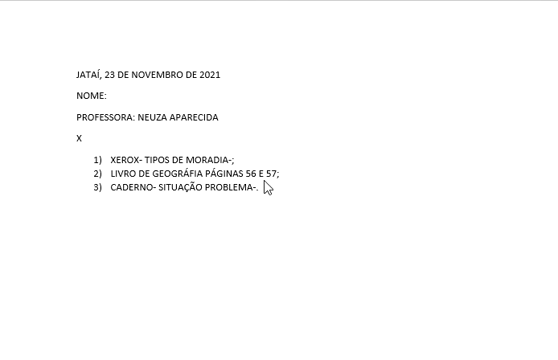 JATAÍ, 23 DE NOVEMBRO DE 2021
NOME:
PROFESSORA: NEUZA APARECIDA
X
1) XEROX- TIPOS DE MORADIA-;
2) LIVRO DE GEOGRÁFIA PÁGINAS 56 E 57;
3) CADERNO- SITUAÇÃO PROBLEMA-.